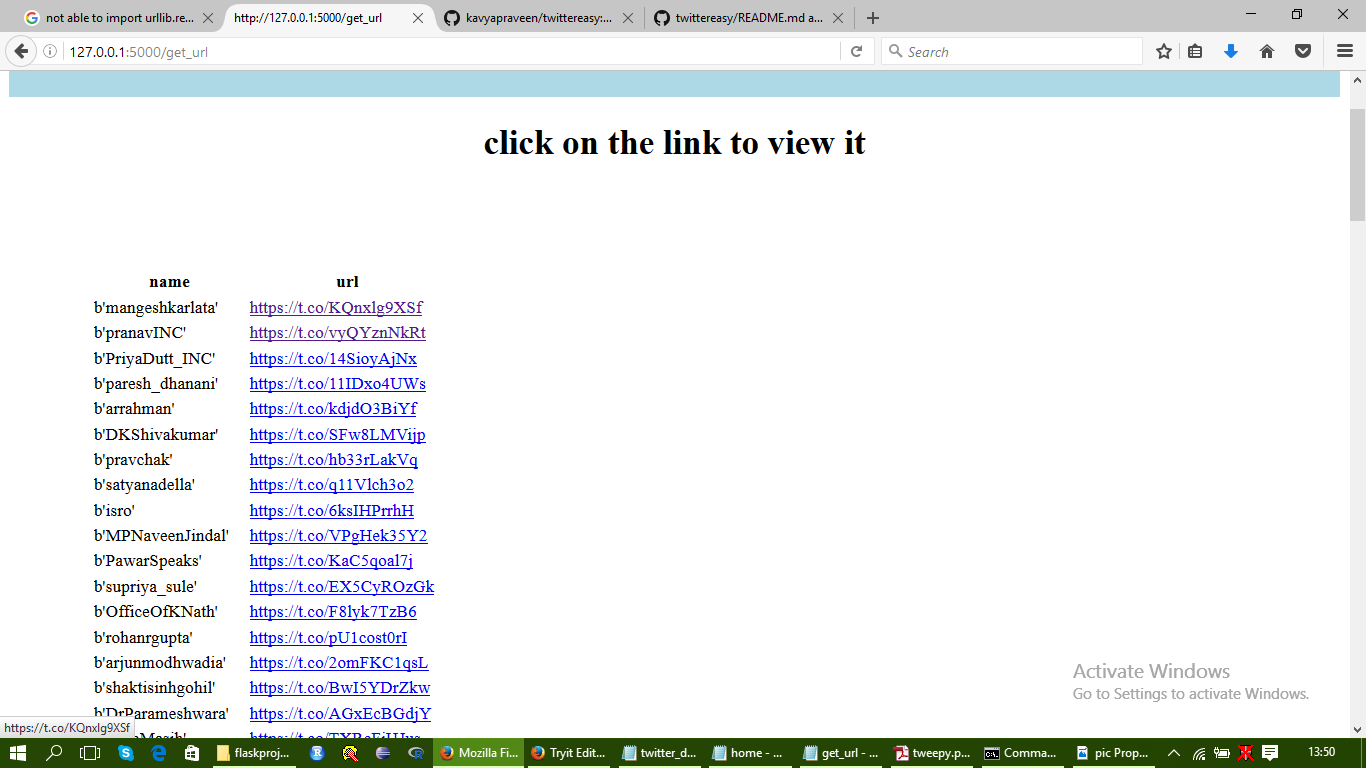 not able to import urllib.re...
http://127.0.0.1:5000/get_url
kavyapraveen/twittereasy:...
twittereasy/README.md a...
127.0.0.1:5000/get_url
Search
click on the link to view it
name url
b'mangeshkarlata' https://t.co/KQnxlg9XSf
b'pranavINC' https://t.co/vyQYznNkRt
b'PriyaDutt_INC' https://t.co/14SioyAjNx
b'paresh_dhanani' https://t.co/11IDxo4UWs
b'arrahman' https://t.co/kdjdO3BiYf
b'DKShivakumar' https://t.co/SFw8LMVijp
b'pravchak' https://t.co/hb33rLakVq
b'satyanadella' https://t.co/q11Vlch3o2
b'isro' https://t.co/6ksIHPrrhH
b'MPNaveenJindal' https://t.co/VPgHek35Y2
b'PawarSpeaks' https://t.co/KaC5qoal7j
b'supriya_sule' https://t.co/EX5CyROzGk
b'OfficeOfKNath' https://t.co/F8lyk7TzB6
b'rohanrgupta' https://t.co/pU1cost0rI
b'arjunmodhwadia' https://t.co/2omFKC1qsL
b'shaktisinhgohil' https://t.co/BwI5YDrZkw
b'DrParameshwara' https://t.co/AGxEcBGdjY
Activate Windows
Go to Settings to activate Windows.
https://t.co/KQnxlg9XSf
flaskproj...
Mozilla Fi...
Tryit Edit...
twitter_d...
home - ...
get_url - ...
tweepy.p...
Comma...
pic Prop...
13:50